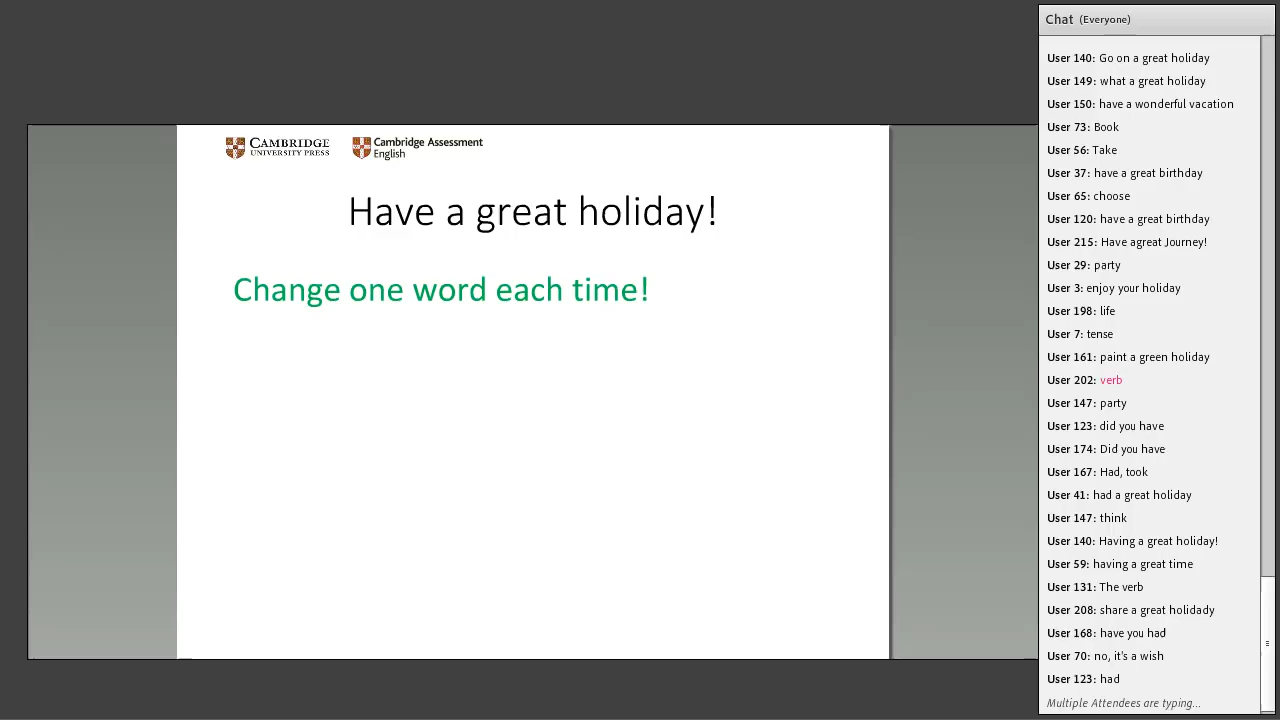 CAMBRIDGE
UNIVERSITY PRESS
Cambridge Assessment
English
Have a great holiday!
Change one word each time!
Chat (Everyone)
User 140: Go on a great holiday
User 149: what a great holiday
User 150: have a wonderful vacation
User 73: Book
User 56: Take
User 37: have a great birthday
User 65: choose
User 120: have a great birthday
User 215: Have agreat Journey!
User 29: party
User 3: enjoy your holiday
User 198: life
User 7: tense
User 161: paint a green holiday
User 202: verb
User 147: party
User 123: did you have
User 174: Did you have
User 167: Had, took
User 41: had a great holiday
User 147: think
User 140: Having a great holiday!
User 59: having a great time
User 131: The verb
User 208: share a great holidady
User 168: have you had
User 70: no, it's a wish
User 123: had
Multiple Attendees are typing...